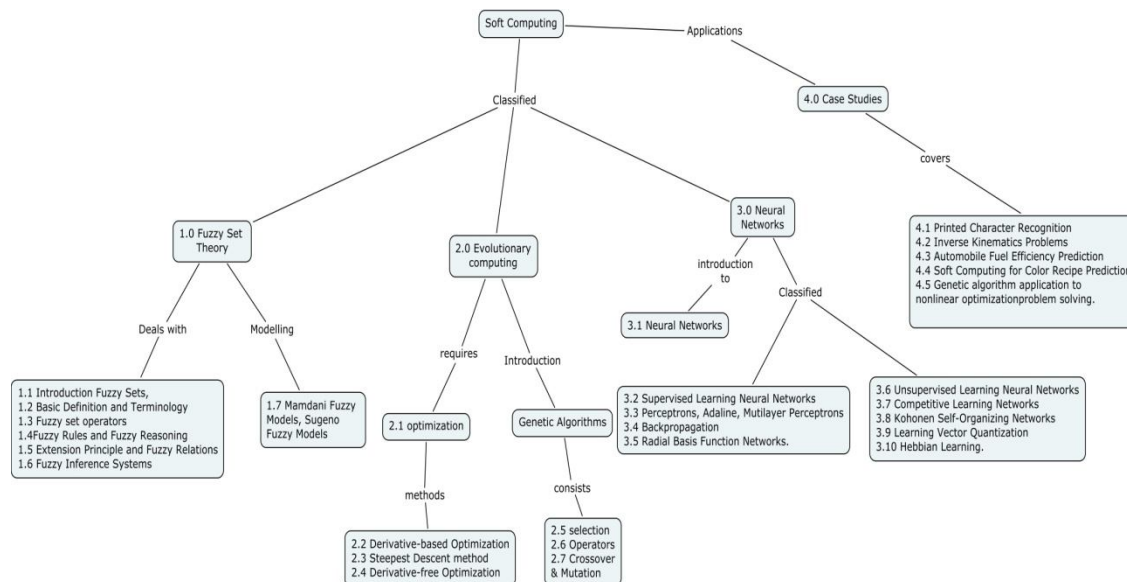 Soft Computing
Applications
Classified
4.0 Case Studies
covers
1.0 Fuzzy Set
Theory
2.0 Evolutionary
computing
3.0 Neural
Networks
4.1 Printed Character Recognition
4.2 Inverse Kinematics Problems
4.3 Automobile Fuel Efficiency Prediction
4.4 Soft Computing for Color Recipe Prediction
4.5 Genetic algorithm application to
nonlinear optimizationproblem solving.
introduction
to
Classified
3.1 Neural Networks
Deals with
Modelling
requires
Introduction
1.1 Introduction Fuzzy Sets,
1.2 Basic Definition and Terminology
1.3 Fuzzy set operators
1.4Fuzzy Rules and Fuzzy Reasoning
1.5 Extension Principle and Fuzzy Relations
1.6 Fuzzy Inference Systems
1.7 Mamdani Fuzzy
Models, Sugeno
Fuzzy Models
2.1 optimization
Genetic Algorithms
3.2 Supervised Learning Neural Networks
3.3 Perceptrons, Adaline, Mutilayer Perceptrons
3.4 Backpropagation
3.5 Radial Basis Function Networks.
3.6 Unsupervised Learning Neural Networks
3.7 Competitive Learning Networks
3.8 Kohonen Self-Organizing Networks
3.9 Learning Vector Quantization
3.10 Hebbian Learning.
methods
consists
2.2 Derivative-based Optimization
2.3 Steepest Descent method
2.4 Derivative-free Optimization
2.5 selection
2.6 Operators
2.7 Crossover
& Mutation